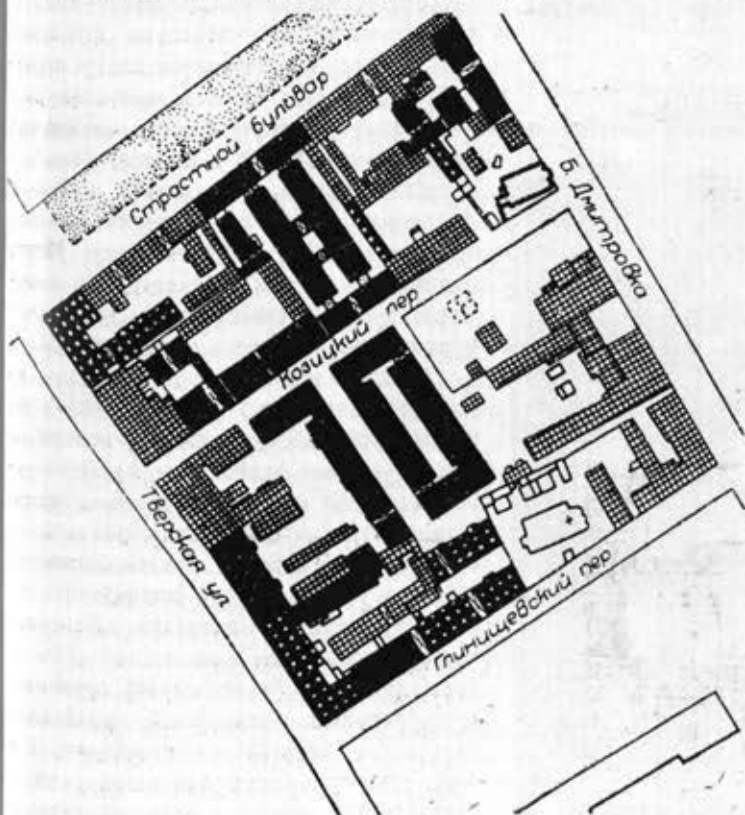 Страстной бульвар
Б. Дмитровка
Козицкий пер
Тверская ул
Глинищевский пер